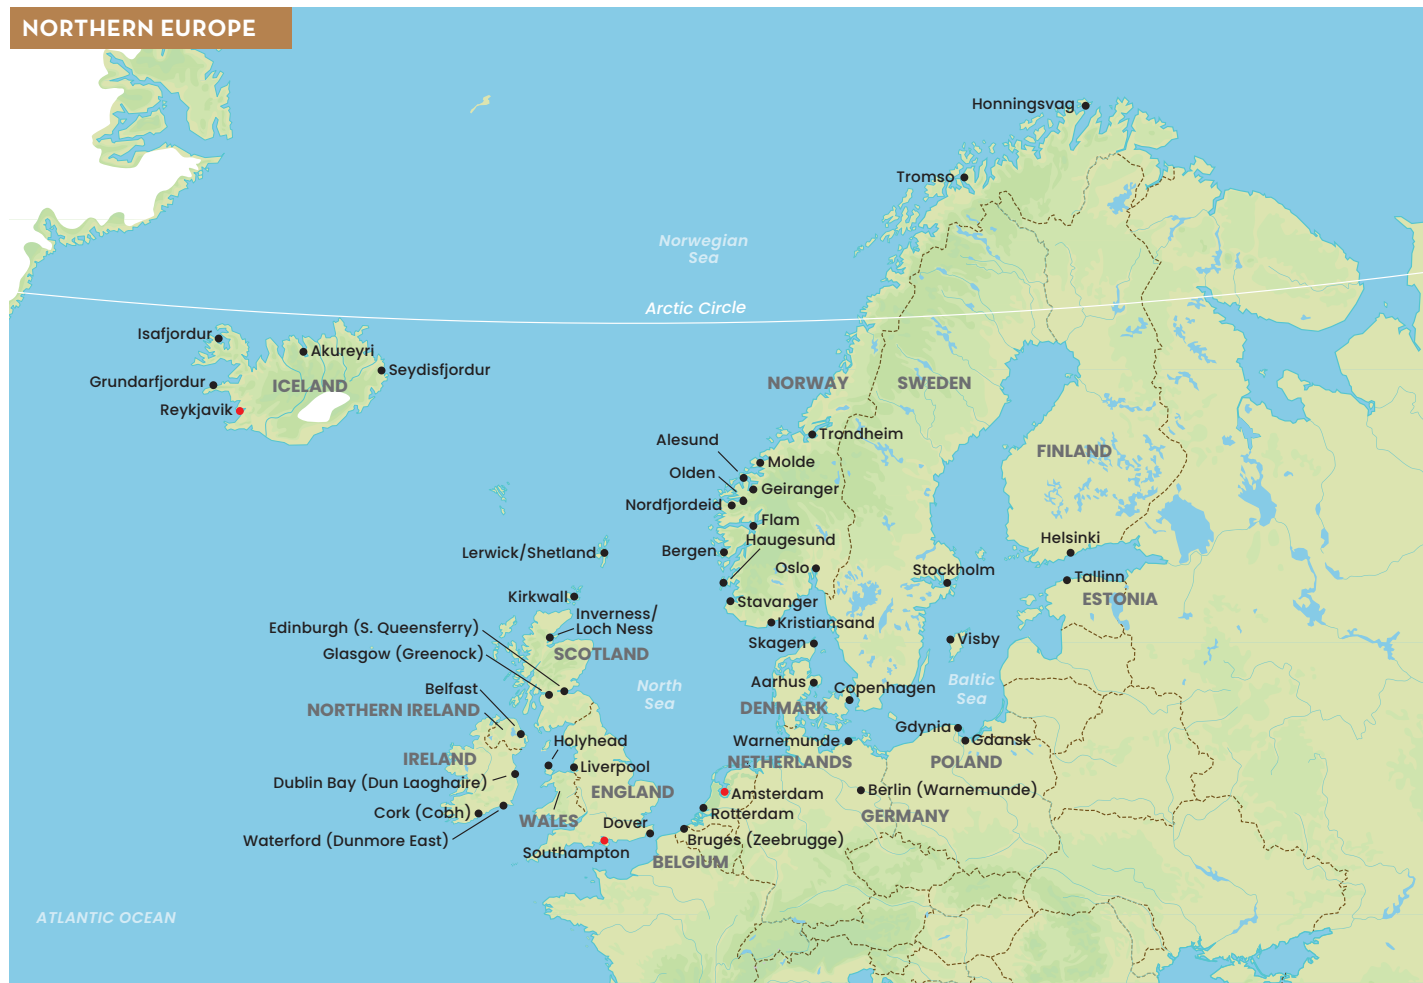 NORTHERN EUROPE
Honningsvag
Tromso
Norwegian
Sea
Arctic Circle
Isafjordur
Akureyri
Seydisfjordur
Grundarfjordur
ICELAND
Reykjavik
NORWAY
SWEDEN
Trondheim
Alesund
Molde
FINLAND
Olden
Geiranger
Nordfjordeid
Flam
Haugesund
Bergen
Lerwick/Shetland
Helsinki
Oslo
Stockholm
Tallinn
ESTONIA
Kirkwall
Stavanger
Inverness/
Loch Ness
Kristiansand
Edinburgh (S. Queensferry)
Skagen
Visby
Glasgow (Greenock)
SCOTLAND
Aarhus
Copenhagen
Baltic
Sea
North
Sea
Belfast
NORTHERN IRELAND
DENMARK
Gdynia
Gdansk
Warnemunde
Holyhead
IRELAND
NETHERLANDS
POLAND
Liverpool
Dublin Bay (Dun Laoghaire)
ENGLAND
Amsterdam
Berlin (Warnemunde)
Cork (Cobh)
WALES
Rotterdam
GERMANY
Dover
Waterford (Dunmore East)
Bruges (Zeebrugge)
Southampton
BELGIUM
ATLANTIC OCEAN